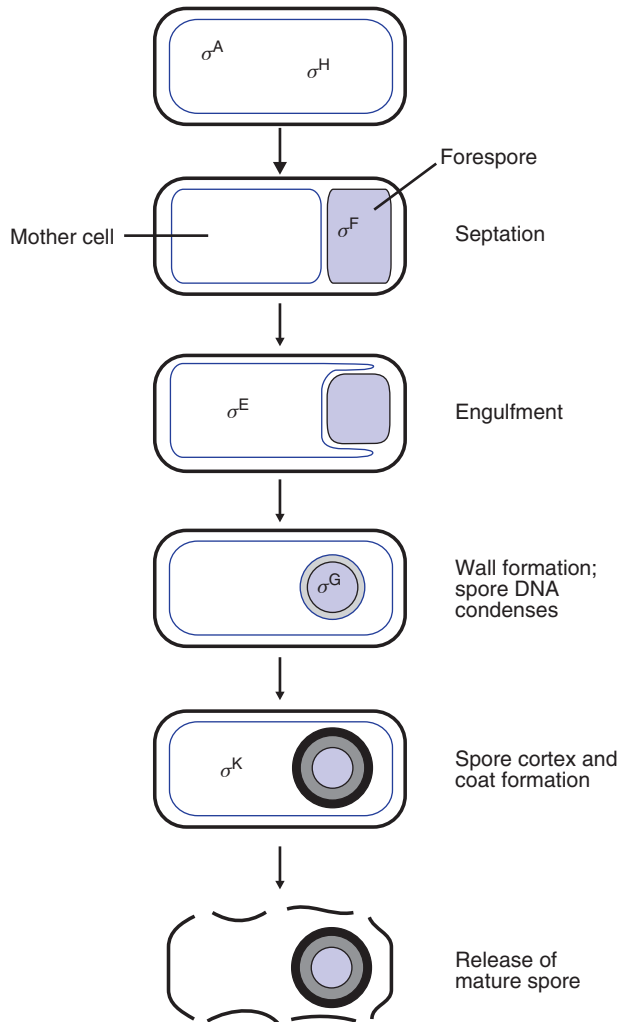 σA
σH
Forespore
Mother cell
σF
Septation
σE
Engulfment
σG
Wall formation;
spore DNA
condenses
σK
Spore cortex and
coat formation
Release of
mature spore